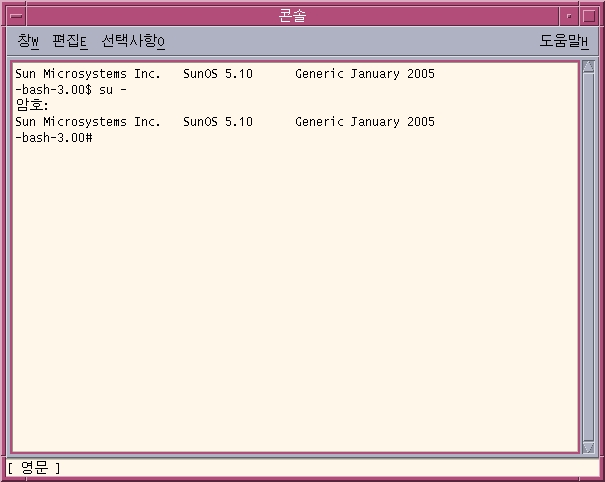 콘솔
창W 편집E 선택사항O 도움말H
Sun Microsystems Inc. SunOS 5.10 Generic January 2005
-bash-3.00$ su -
암호:
Sun Microsystems Inc. SunOS 5.10 Generic January 2005
-bash-3.00#
[ 영문 ]